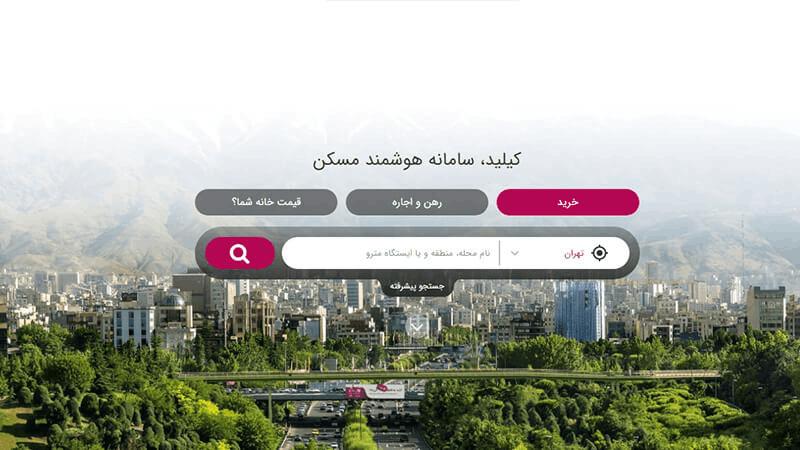 کیلید، سامانه هوشمند مسکن
خرید
رهن و اجاره
قیمت خانه شما؟
تهران
نام محله، منطقه و یا ایستگاه مترو
جستجو پیشرفته